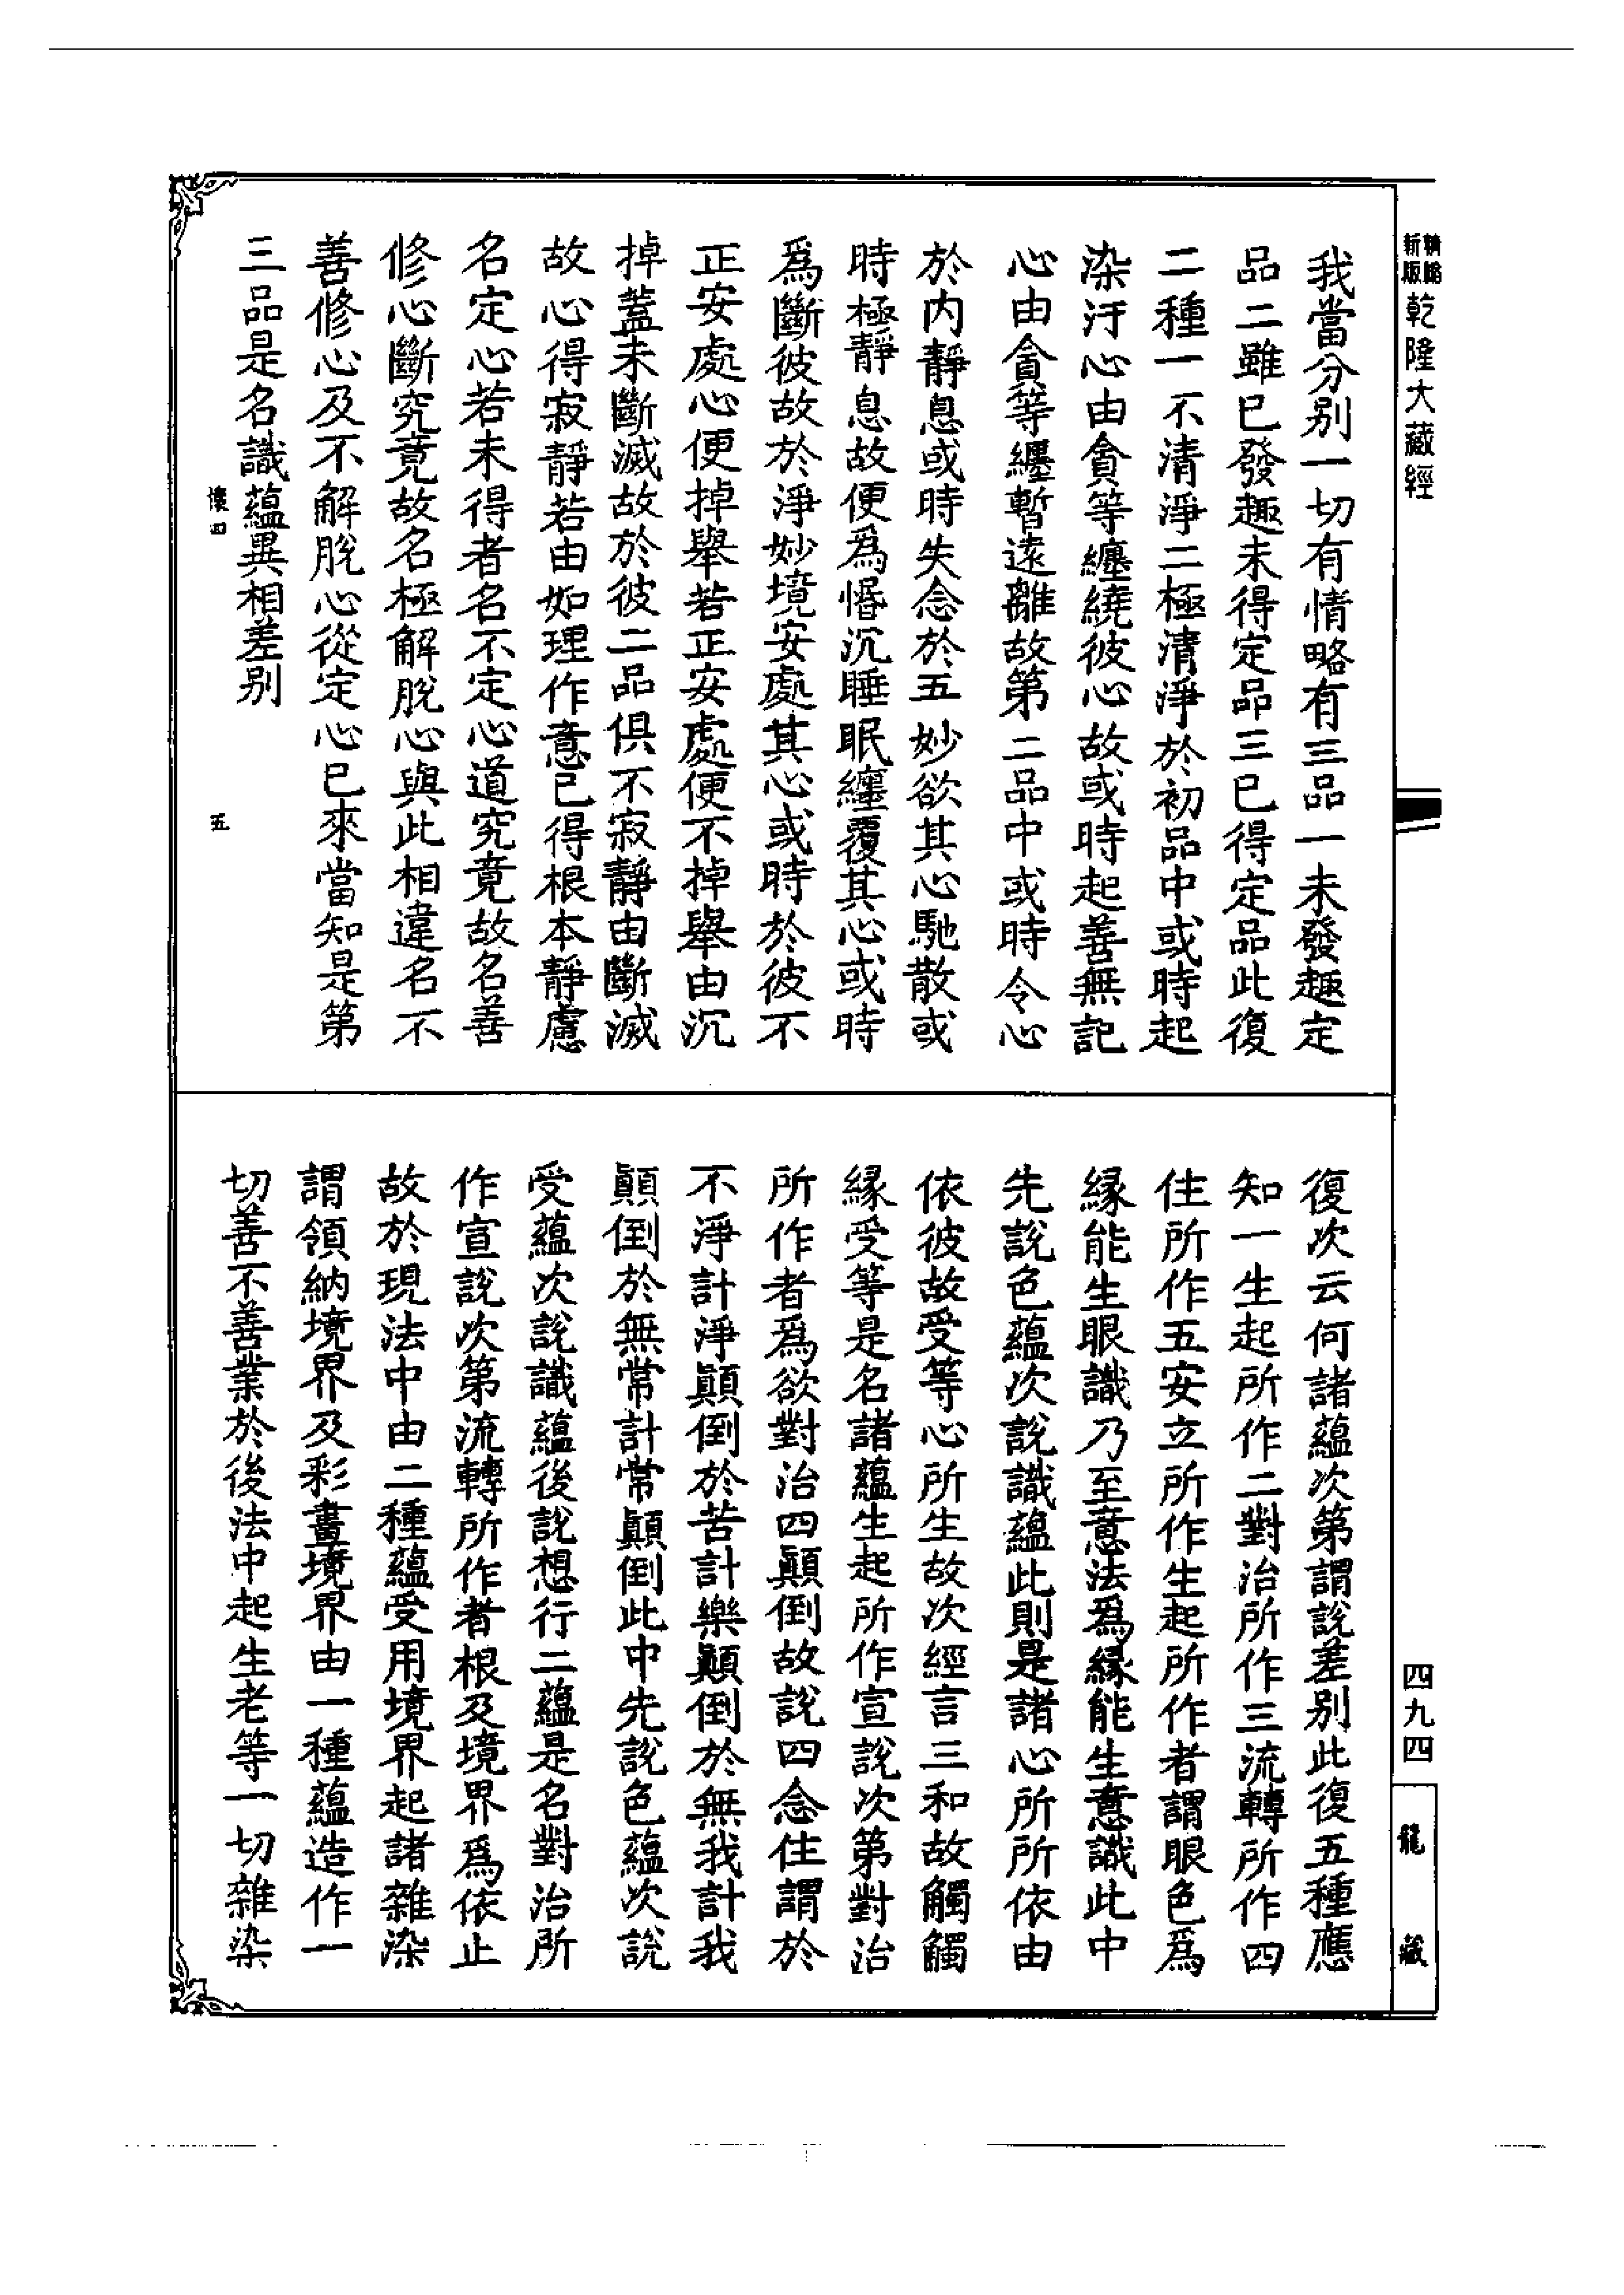 新版精縮
乾隆大藏經
我當分别一切有情略有三品一未發趣定
品二雖已發趣未得定品三已得定品此復
二種一不清淨二極清淨於初品中或時起
染汙心由貪等纏繞彼心故或時起善無記
心由貪等纏暫遠離故第二品中或時令心
於内靜息或時失念於五妙欲其心馳散或
時極靜息故便爲惛沉睡眠纏覆其心或時
爲斷彼故於淨妙境安處其心或時於彼不
正安處心便掉舉若正安處便不掉舉由沉
掉蓋未斷滅故於彼二品俱不寂靜由斷滅
故心得寂靜若由如理作意已得根本靜慮
名定心若未得者名不定心道究竟故名善
修心斷究竟故名極解脫心與此相違名不
善修心及不解脫心從定心已來當知是第
三品是名識蘊異相差别
懷四
五
復次云何諸蘊次第謂說差别此復五種應
知一生起所作二對治所作三流轉所作四
住所作五安立所作生起所作者謂眼色爲
縁能生眼識乃至意法爲縁能生意識此中
先說色蘊次說識蘊此則是諸心所所依由
依彼故受等心所生故次經言三和故觸觸
縁受等是名諸蘊生起所作宣說次第對治
所作者爲欲對治四顚倒故說四念住謂於
不淨計淨顚倒於苦計樂顚倒於無我計我
顚倒於無常計常顚倒此中先說色蘊次說
受蘊次說識蘊後說想行二蘊是名對治所
作宣說次第流轉所作者根及境界爲依止
故於現法中由二種蘊受用境界起諸雜染
謂領納境界及彩畫境界由一種蘊造作一
切善不善業於後法中起生老等一切雜染
四九四
龍藏